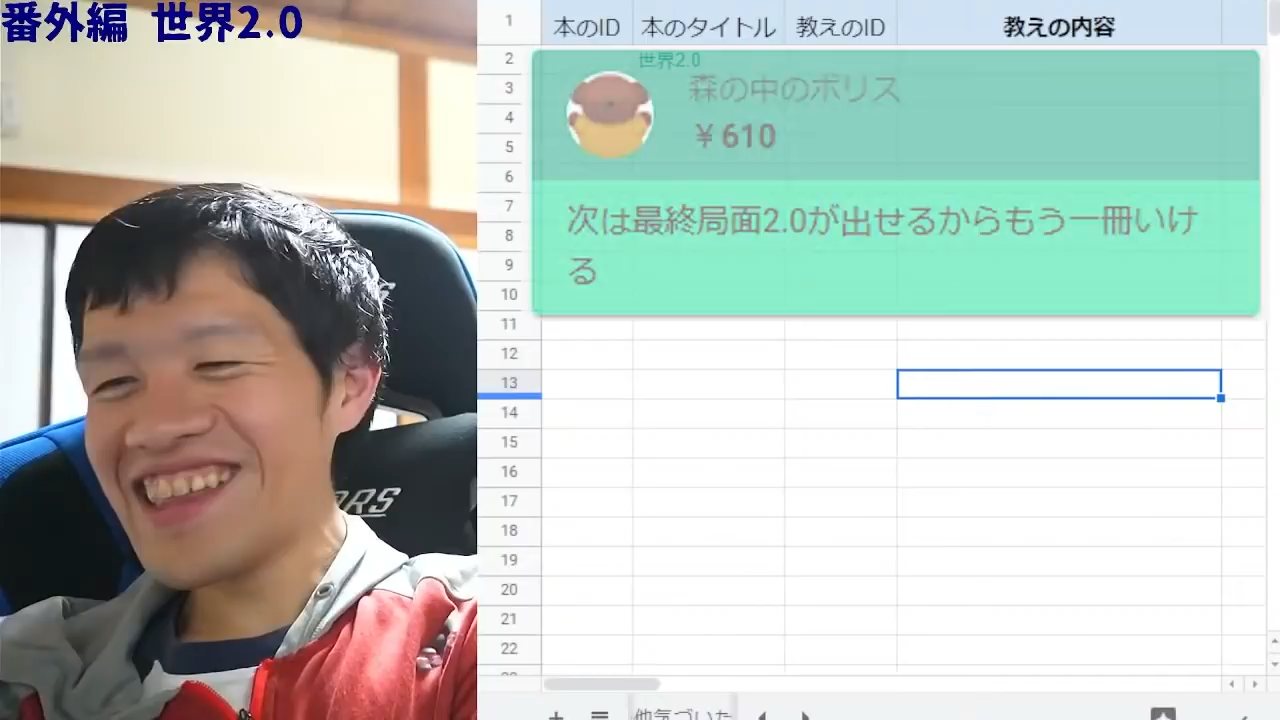 番外編 世界2.0
1 本のID 本のタイトル 教えのID 教えの内容
2 世界2.0
3 森の中のボリス
4
5 ￥610
6
7 次は最終局面2.0が出せるからもう一冊いけ
8
9 る
10
11
12
13
14
15
16
17
18
19
20
21
22